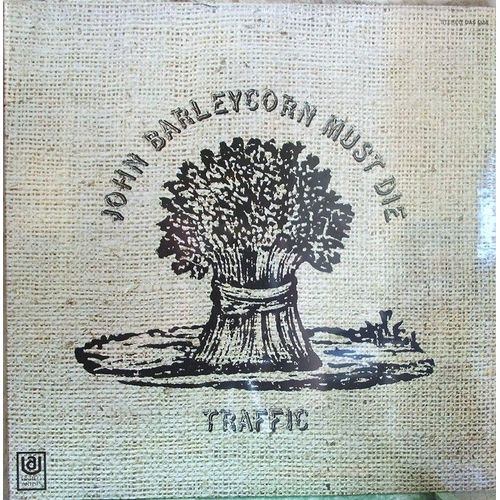 JOHN BARLEYCORN MUST DIE
TRAFFIC